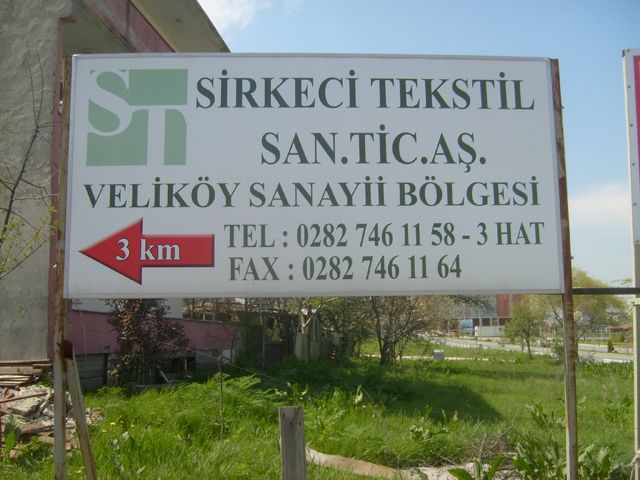 ST
SİRKECİ TEKSTİL
SAN.TİC.AŞ.
VELİKÖY SANAYİİ BÖLGESİ
3 km
TEL : 0282 746 11 58 - 3 HAT
FAX : 0282 746 11 64